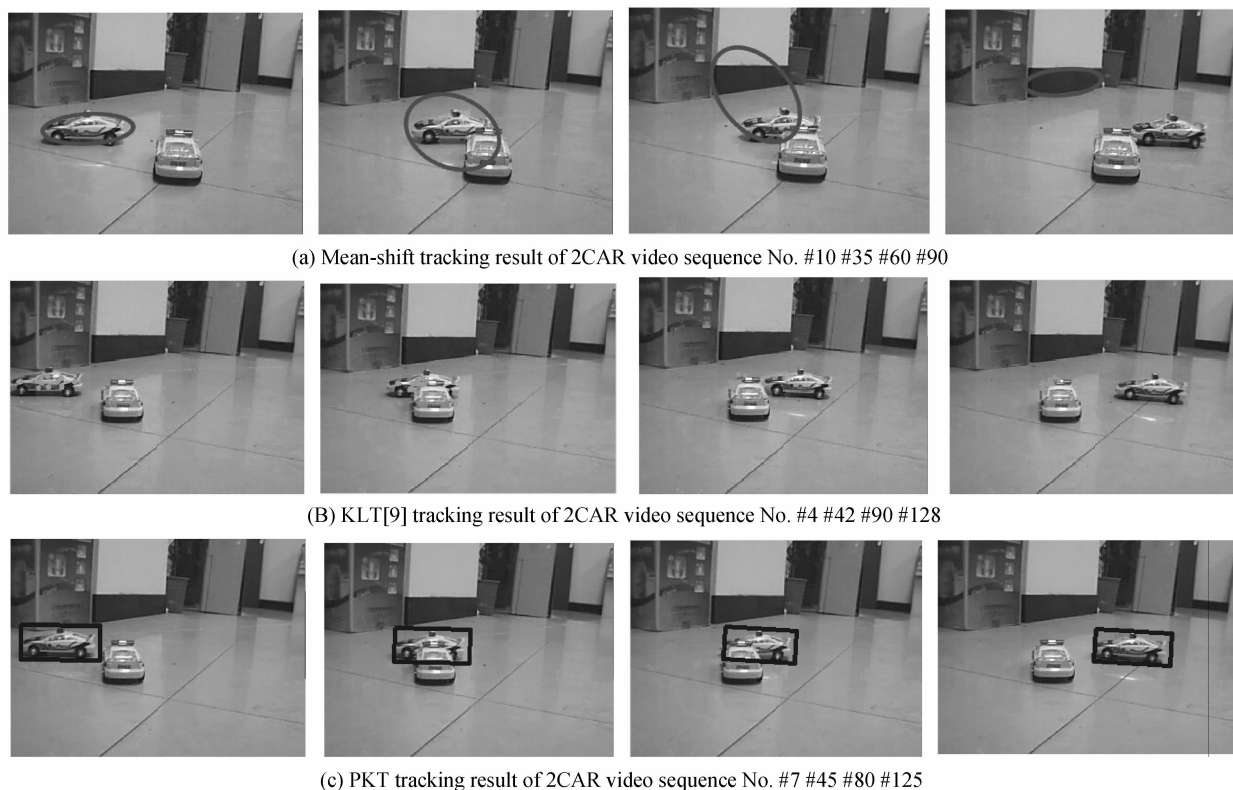 (a) Mean-shift tracking result of 2CAR video sequence No. #10 #35 #60 #90
(B) KLT[9] tracking result of 2CAR video sequence No. #4 #42 #90 #128
(c) PKT tracking result of 2CAR video sequence No. #7 #45 #80 #125